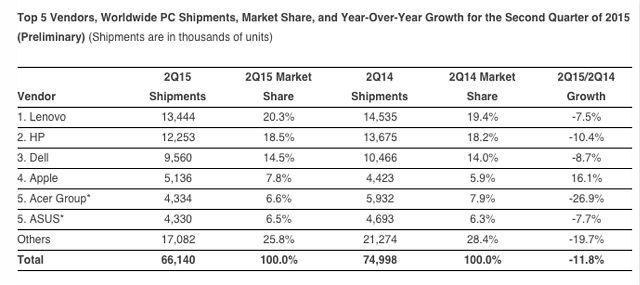 Top 5 Vendors, Worldwide PC Shipments, Market Share, and Year-Over-Year Growth for the Second Quarter of 2015
(Preliminary) (Shipments are in thousands of units)
2Q15 2Q15 Market 2Q14 2Q14 Market 2Q15/2Q14
Vendor Shipments Share Shipments Share Growth
1. Lenovo 13,444 20.3% 14,535 19.4% -7.5%
2. HP 12,253 18.5% 13,675 18.2% -10.4%
3. Dell 9,560 14.5% 10,466 14.0% -8.7%
4. Apple 5,136 7.8% 4,423 5.9% 16.1%
5. Acer Group* 4,334 6.6% 5,932 7.9% -26.9%
5. ASUS* 4,330 6.5% 4,693 6.3% -7.7%
Others 17,082 25.8% 21,274 28.4% -19.7%
Total 66,140 100.0% 74,998 100.0% -11.8%